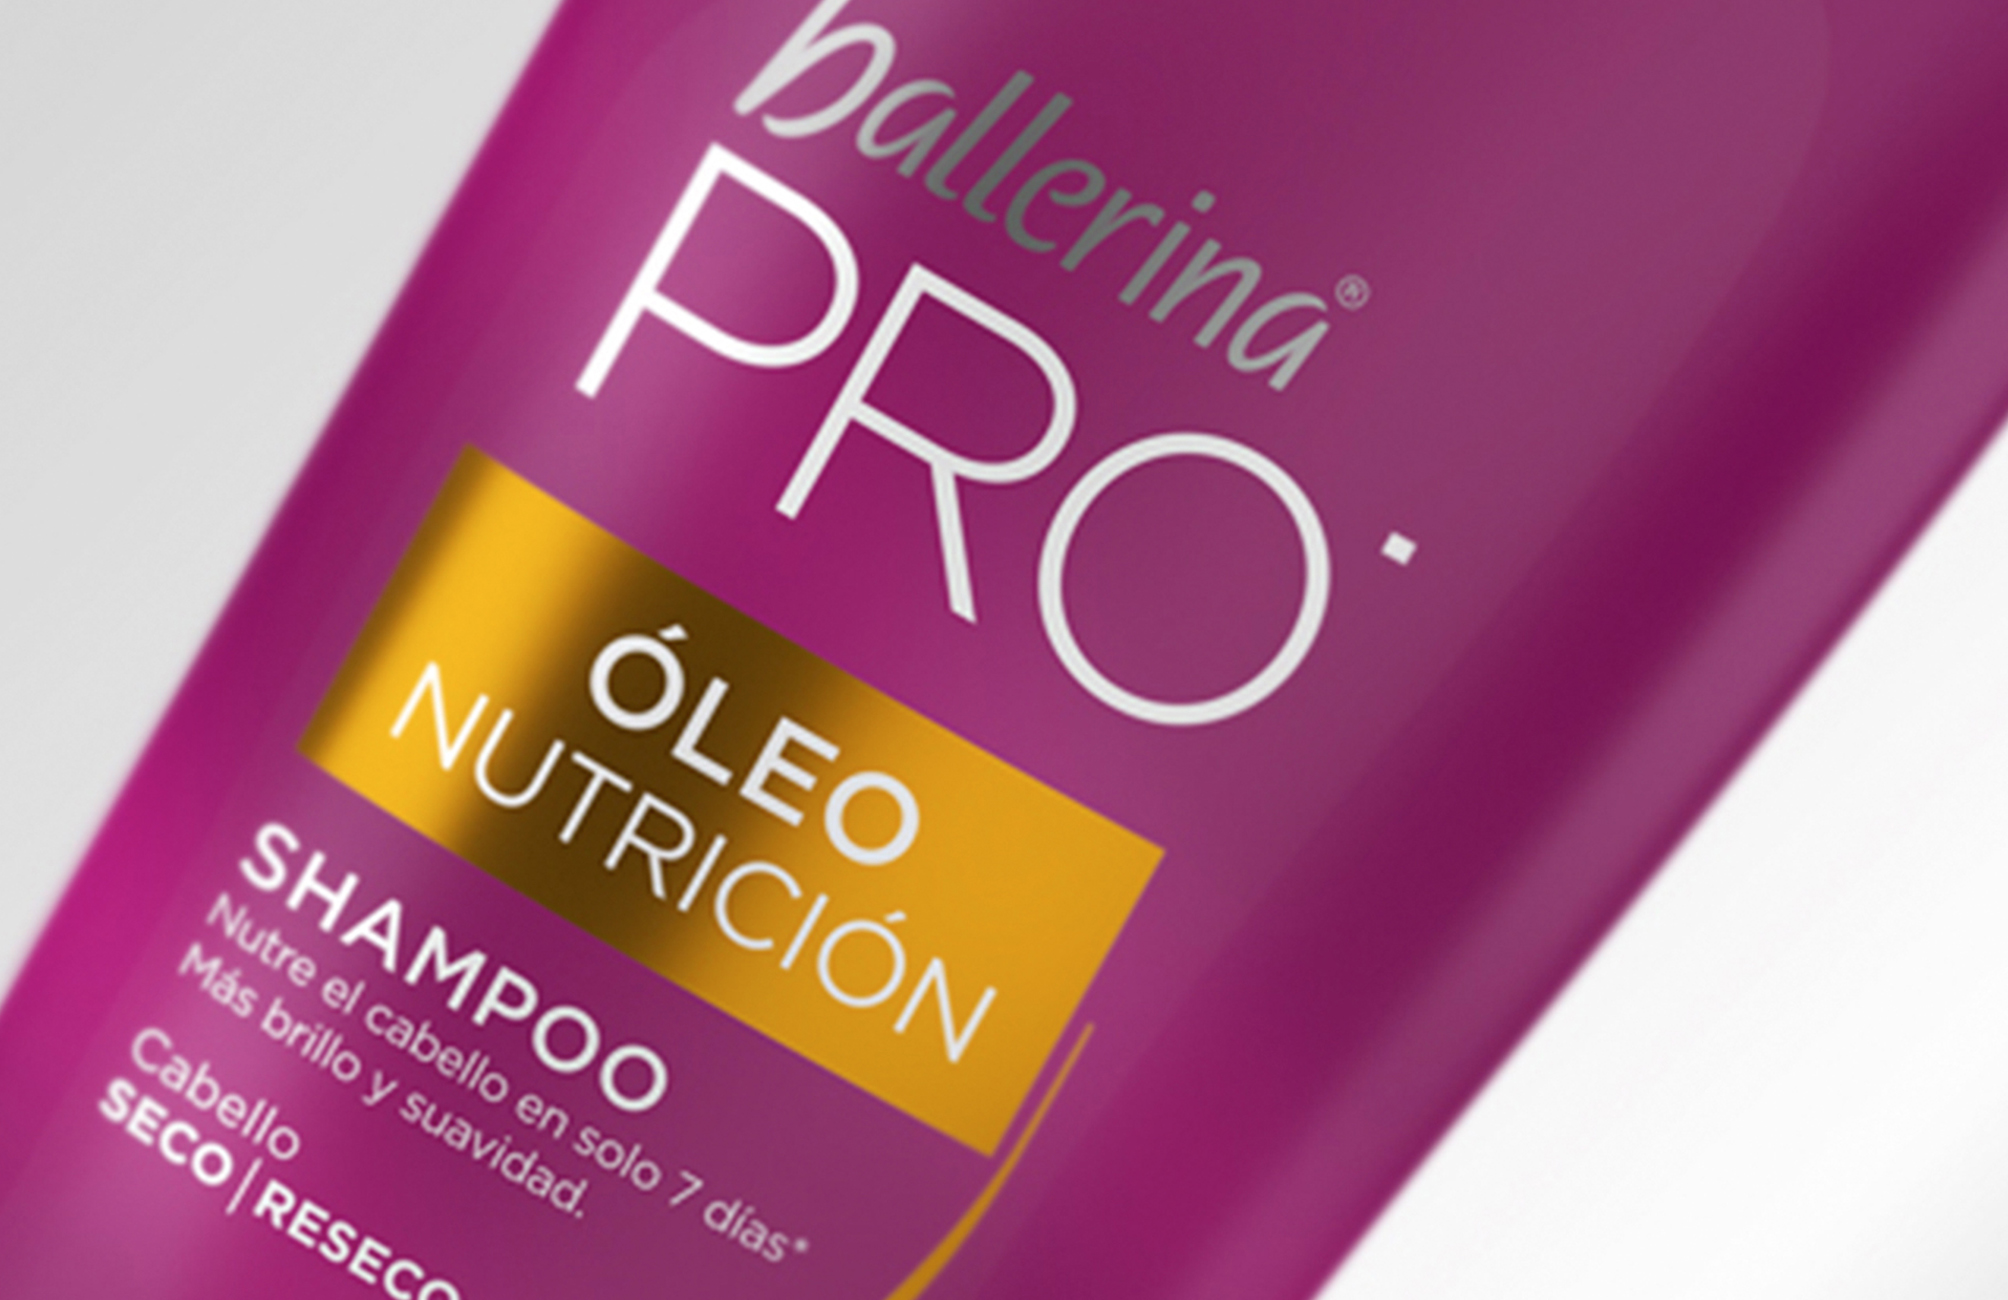 ballerina®
PRO
ÓLEO
NUTRICIÓN
SHAMPOO
Nutre el cabello en solo 7 días*
Más brillo y suavidad.
Cabello
SECO|RESECO